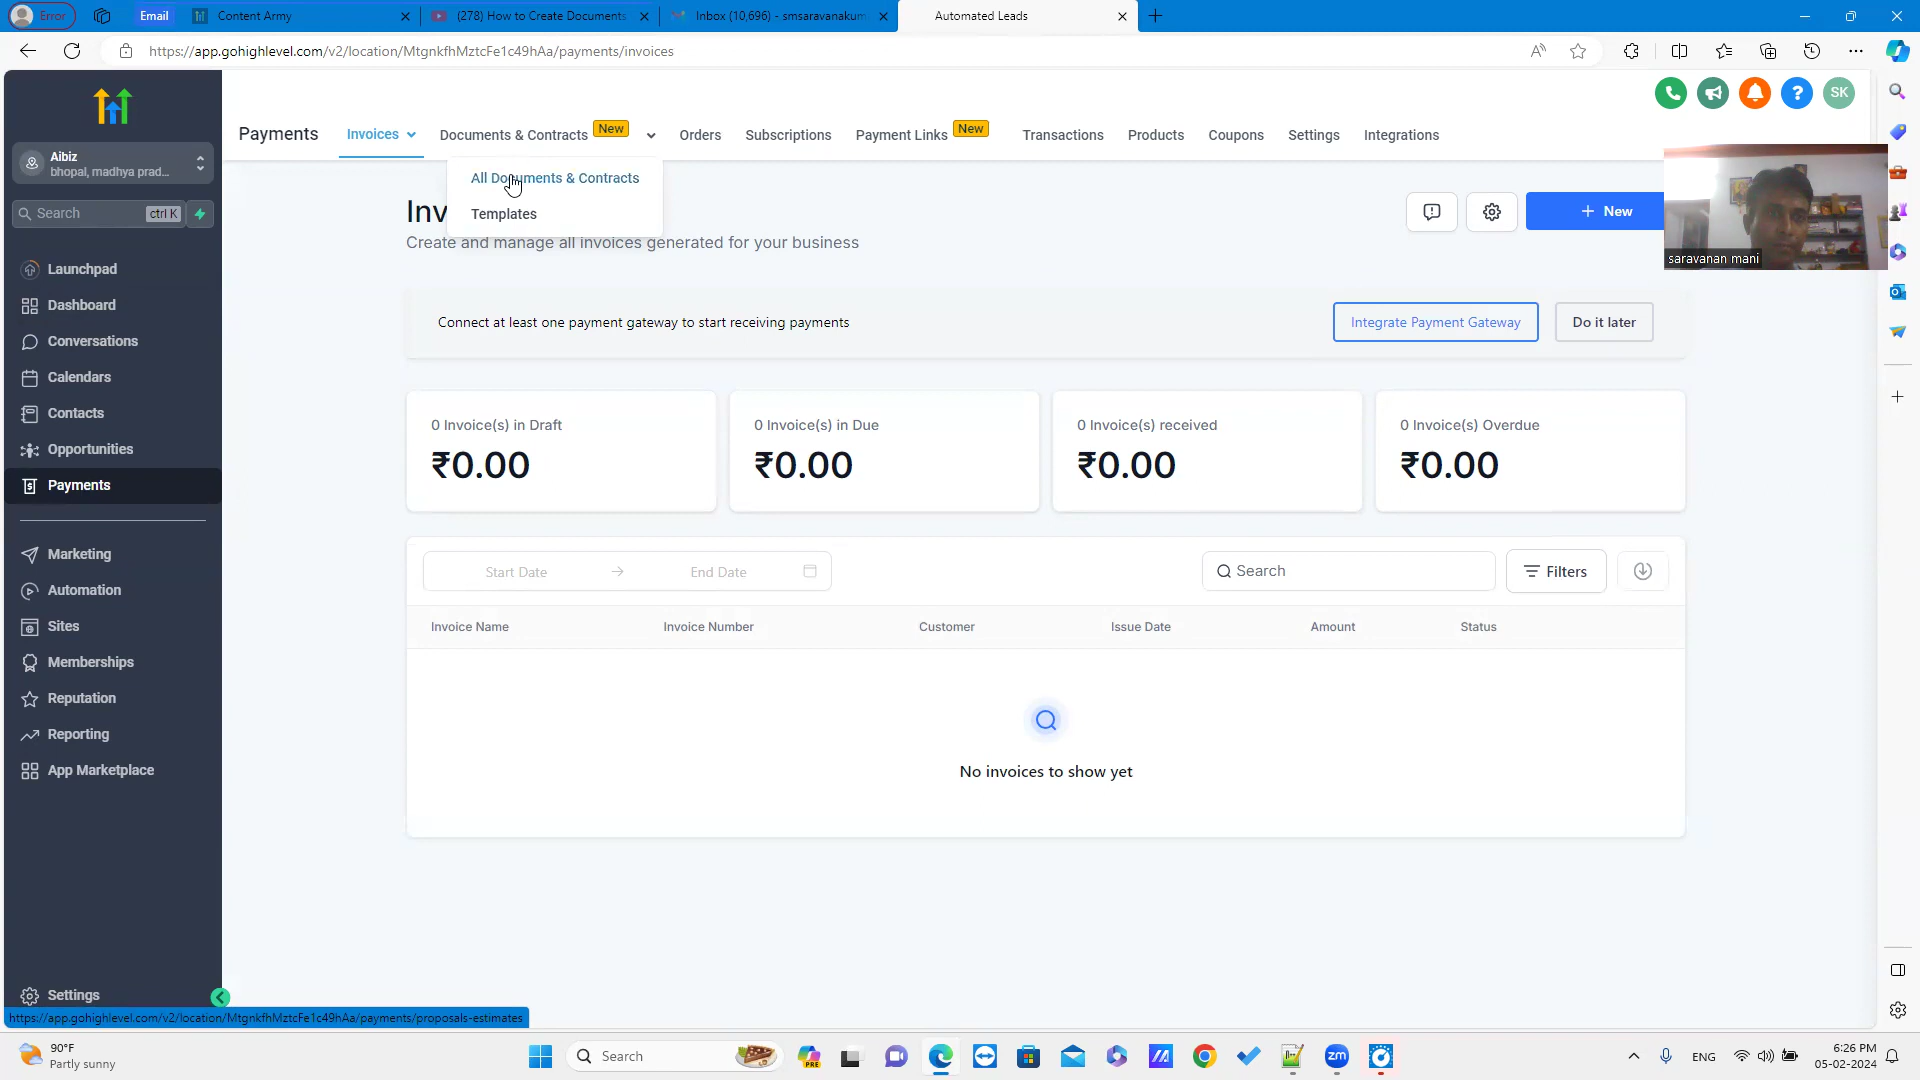 Error
Email
Content Army
(278) How to Create Documents
Inbox (10,696) - smsaravanakum
Automated Leads
https://app.gohighlevel.com/v2/location/MtgnkfhMztcFe1c49hAa/payments/invoices
SK
Payments
Invoices
Documents & Contracts New
Orders
Subscriptions
Payment Links New
Transactions
Products
Coupons
Settings
Integrations
Aibiz
bhopal, madhya prad...
Search
ctrl K
Launchpad
Dashboard
Conversations
Calendars
Contacts
Opportunities
Payments
Marketing
Automation
Sites
Memberships
Reputation
Reporting
App Marketplace
Settings
All Documents & Contracts
Templates
Inv
Create and manage all invoices generated for your business
+ New
saravanan mani
Connect at least one payment gateway to start receiving payments
Integrate Payment Gateway
Do it later
0 Invoice(s) in Draft
₹0.00
0 Invoice(s) in Due
₹0.00
0 Invoice(s) received
₹0.00
0 Invoice(s) Overdue
₹0.00
Start Date
End Date
Search
Filters
Invoice Name
Invoice Number
Customer
Issue Date
Amount
Status
No invoices to show yet
https://app.gohighlevel.com/v2/location/MtgnkfhMztcFe1c49hAa/payments/proposals-estimates
90°F
Partly sunny
Search
PRE
zm
ENG
6:26 PM
05-02-2024